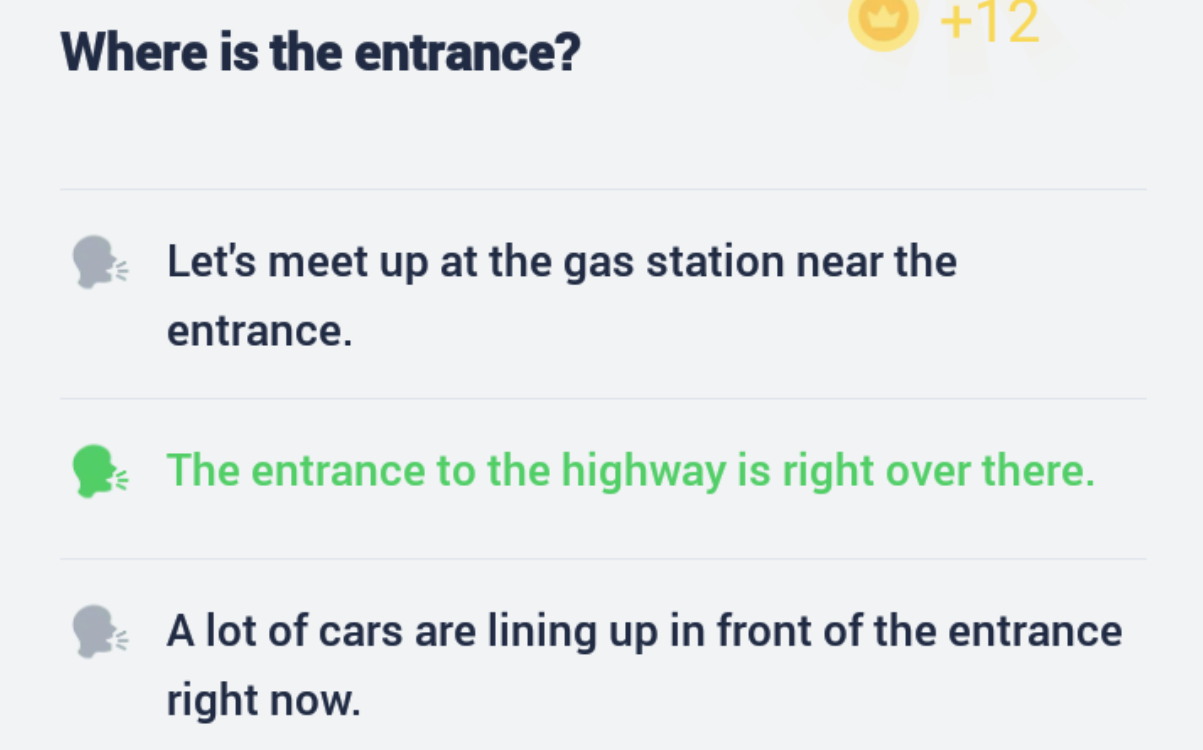 +12
Where is the entrance?
Let's meet up at the gas station near the
entrance.
The entrance to the highway is right over there.
A lot of cars are lining up in front of the entrance
right now.